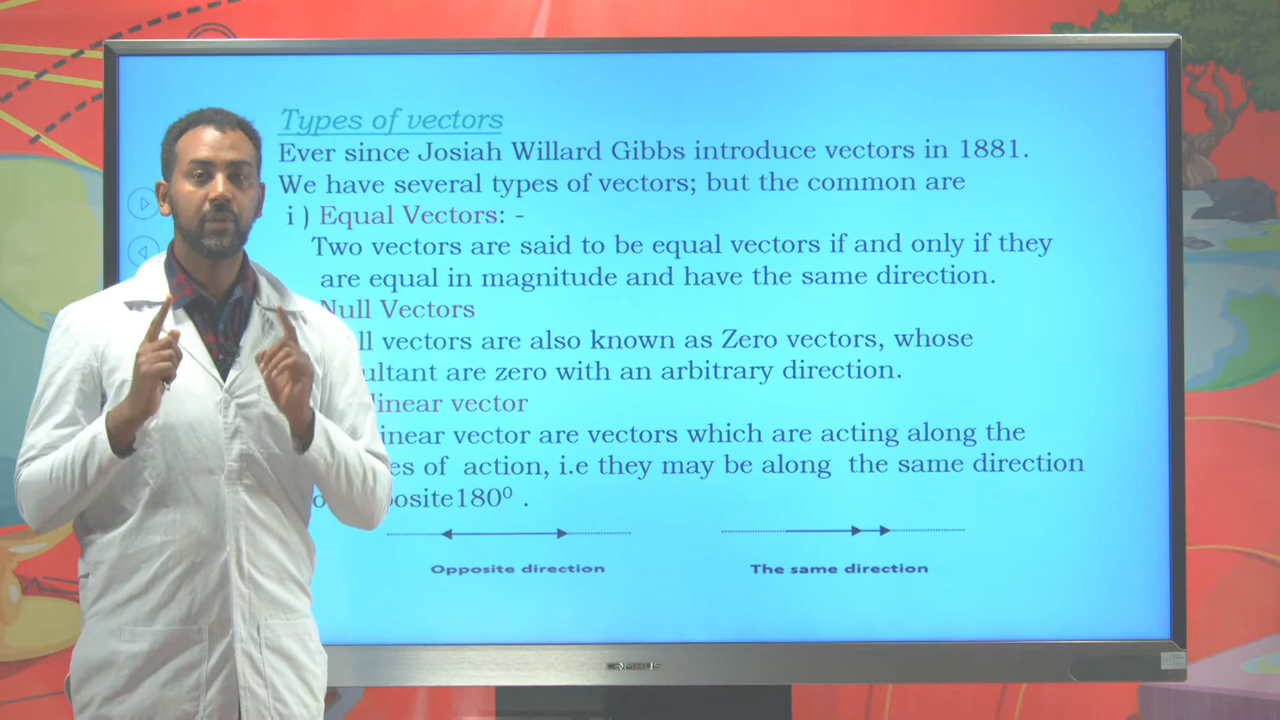 Types of vectors
Ever since Josiah Willard Gibbs introduce vectors in 1881.
We have several types of vectors; but the common are
i ) Equal Vectors: -
Two vectors are said to be equal vectors if and only if they
are equal in magnitude and have the same direction.
Null Vectors
ll vectors are also known as Zero vectors, whose
ultant are zero with an arbitrary direction.
linear vector
inear vector are vectors which are acting along the
es of action, i.e they may be along the same direction
posite180⁰ .
Opposite direction
The same direction